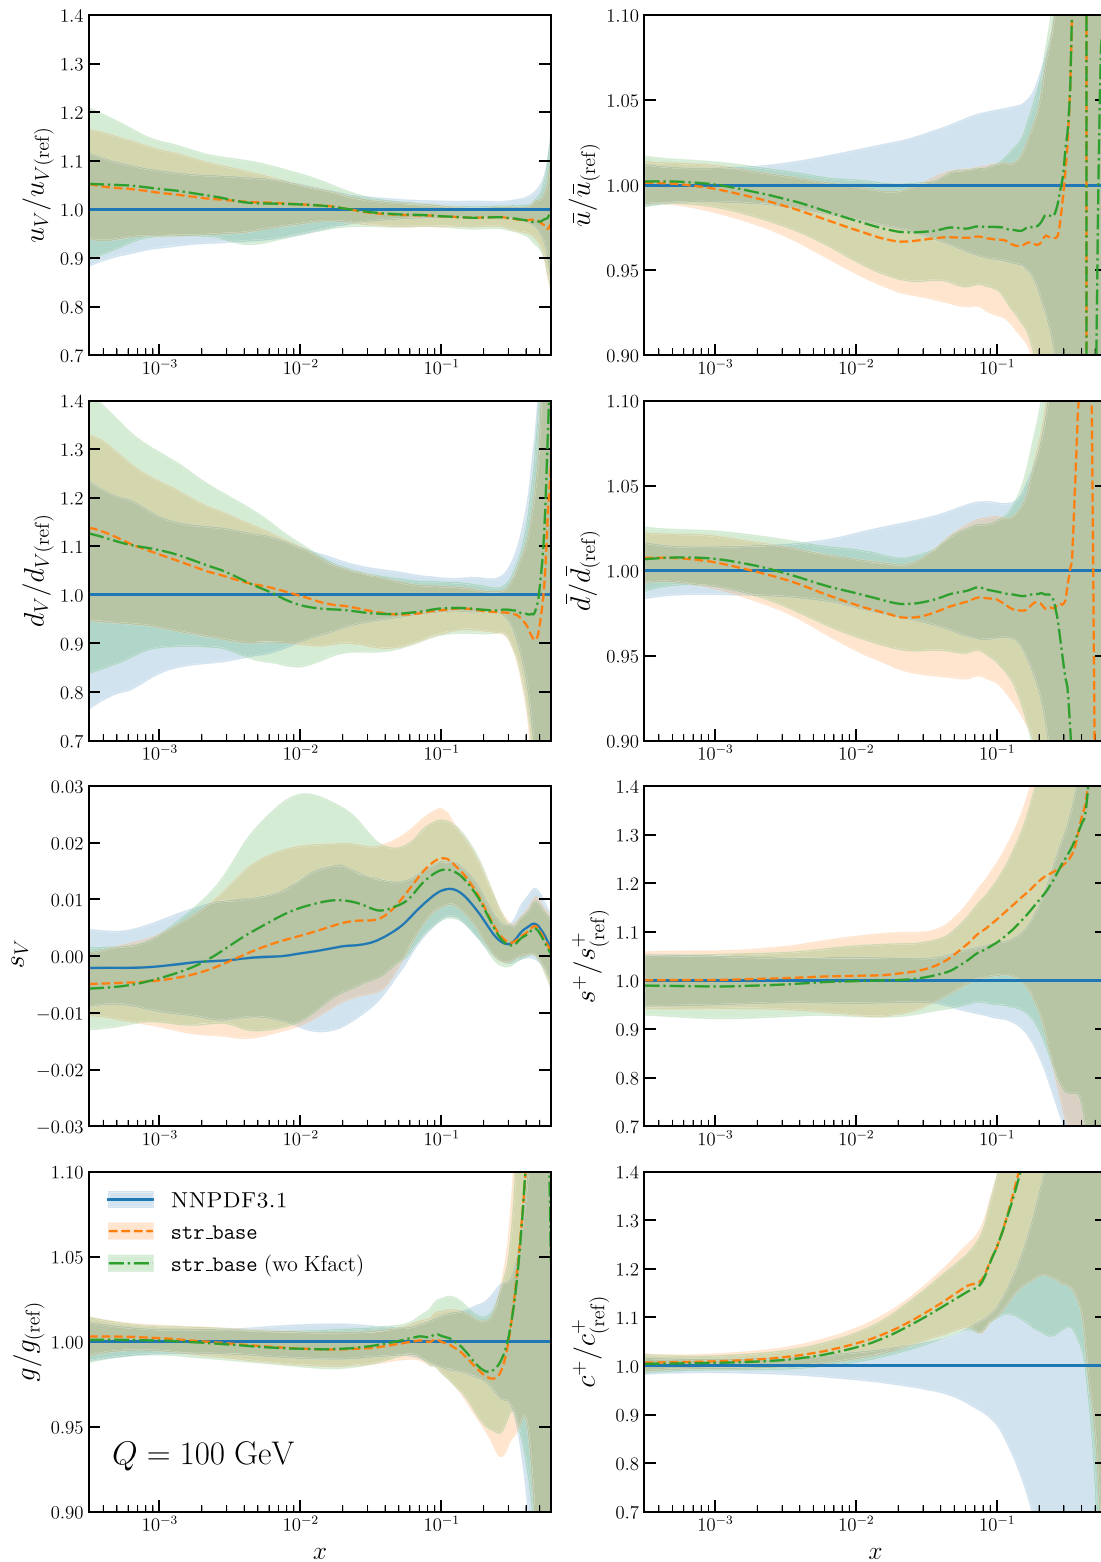 1.4
1.3
1.2
1.1
1.0
0.9
0.8
0.7
u_V/u_V(ref)
10⁻³ 10⁻² 10⁻¹
1.10
1.05
1.00
0.95
0.90
ū/ū(ref)
10⁻³ 10⁻² 10⁻¹
1.4
1.3
1.2
1.1
1.0
0.9
0.8
0.7
d_V/d_V(ref)
10⁻³ 10⁻² 10⁻¹
1.10
1.05
1.00
0.95
0.90
d̄/d̄(ref)
10⁻³ 10⁻² 10⁻¹
0.03
0.02
0.01
0.00
−0.01
−0.02
−0.03
s_V
10⁻³ 10⁻² 10⁻¹
1.4
1.3
1.2
1.1
1.0
0.9
0.8
0.7
s⁺/s⁺(ref)
10⁻³ 10⁻² 10⁻¹
1.10
1.05
1.00
0.95
0.90
g/g(ref)
NNPDF3.1
str_base
str_base (wo Kfact)
Q = 100 GeV
10⁻³ 10⁻² 10⁻¹
x
1.4
1.3
1.2
1.1
1.0
0.9
0.8
0.7
c⁺/c⁺(ref)
10⁻³ 10⁻² 10⁻¹
x